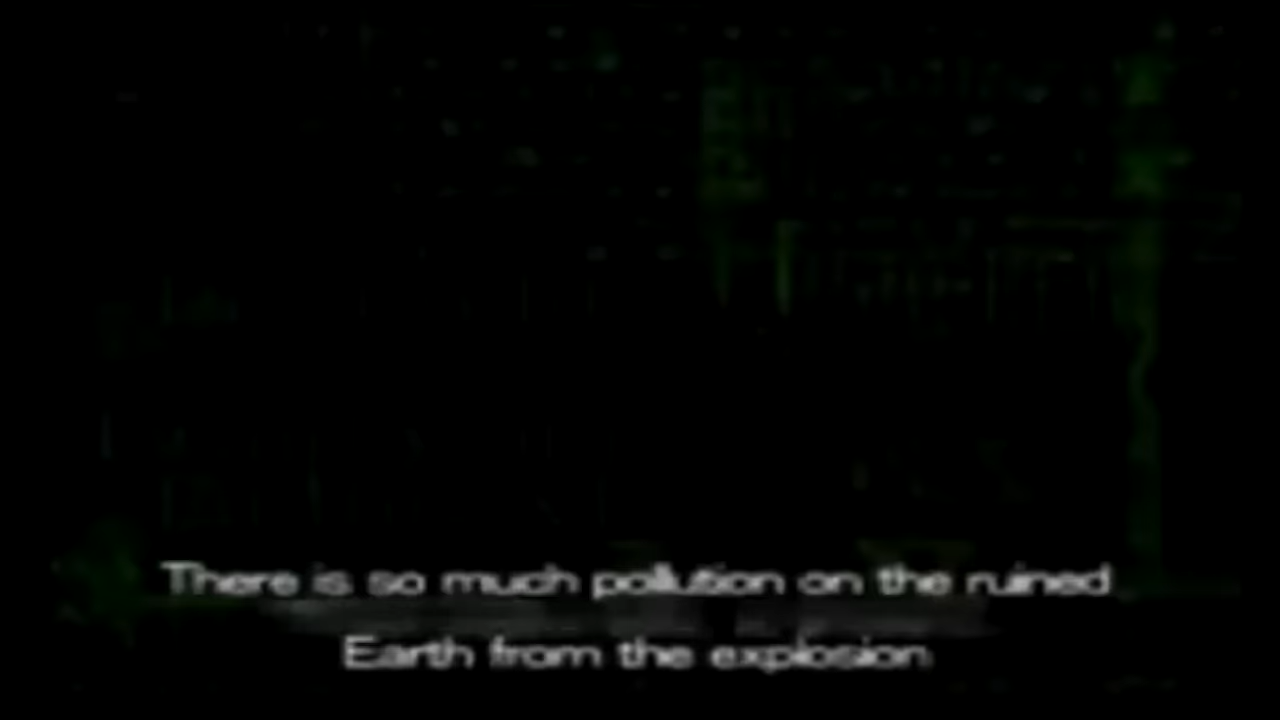 There is so much pollution on the ruined
Earth from the explosion